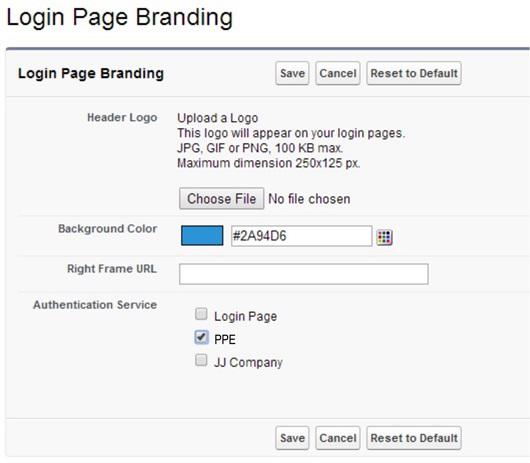 Login Page Branding
Login Page Branding Save Cancel Reset to Default
Header Logo Upload a Logo
This logo will appear on your login pages.
JPG, GIF or PNG, 100 KB max.
Maximum dimension 250x125 px.
Choose File No file chosen
Background Color #2A94D6
Right Frame URL
Authentication Service
Login Page
PPE
JJ Company
Save Cancel Reset to Default